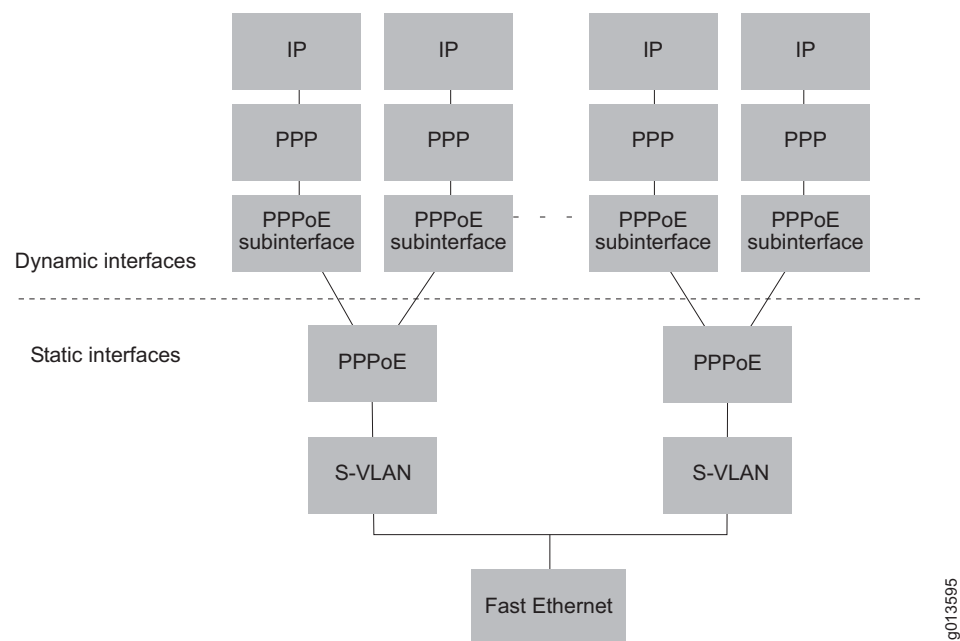 IP
IP
IP
IP
PPP
PPP
PPP
PPP
PPPoE
subinterface
PPPoE
subinterface
PPPoE
subinterface
PPPoE
subinterface
Dynamic interfaces
Static interfaces
PPPoE
PPPoE
S-VLAN
S-VLAN
Fast Ethernet
g013595